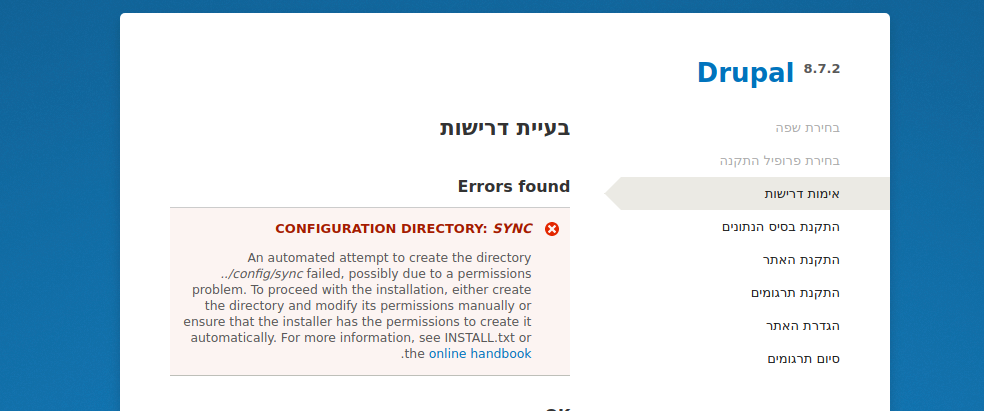 Drupal 8.7.2
בחירת שפה
בחירת פרופיל התקנה
אימות דרישות
התקנת בסיס הנתונים
התקנת האתר
התקנת תרגומים
הגדרת האתר
סיום תרגומים
בעיית דרישות
Errors found
CONFIGURATION DIRECTORY: SYNC
An automated attempt to create the directory
../config/sync failed, possibly due to a permissions
problem. To proceed with the installation, either create
the directory and modify its permissions manually or
ensure that the installer has the permissions to create it
automatically. For more information, see INSTALL.txt or
.the online handbook
OK